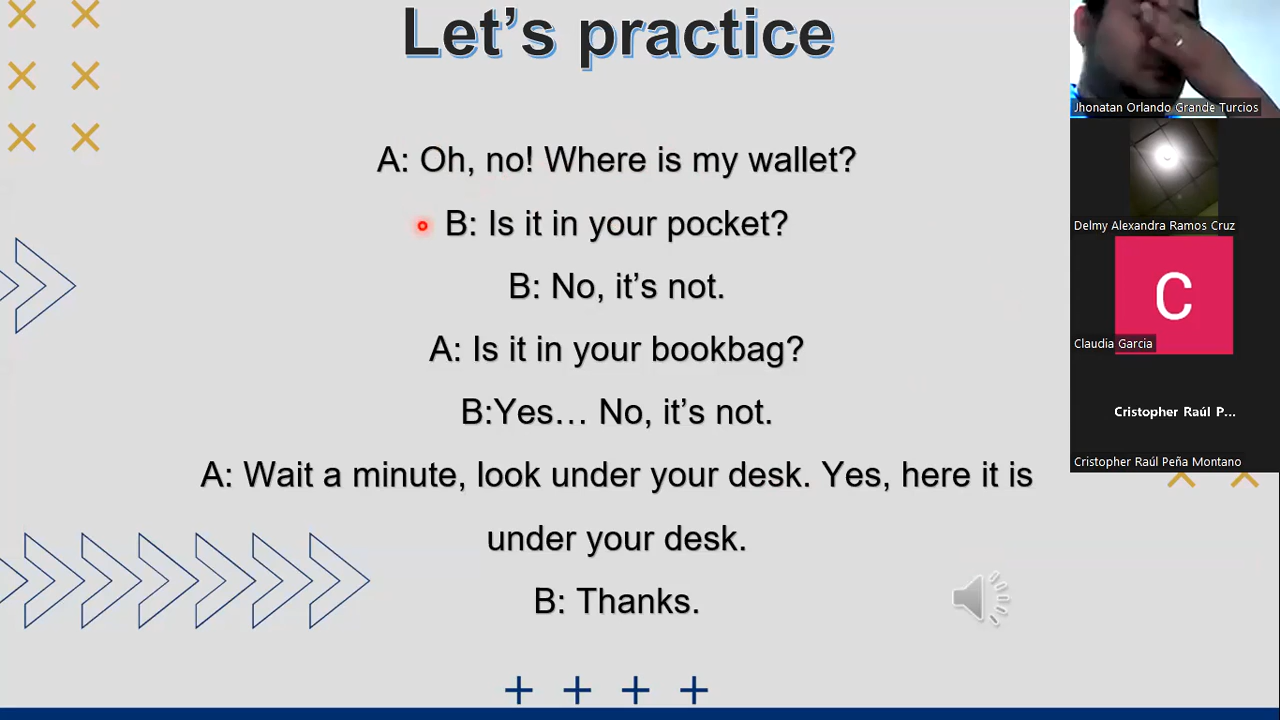 Let’s practice
A: Oh, no! Where is my wallet?
B: Is it in your pocket?
B: No, it’s not.
A: Is it in your bookbag?
B:Yes… No, it’s not.
A: Wait a minute, look under your desk. Yes, here it is
under your desk.
B: Thanks.
Jhonatan Orlando Grande Turcios
Delmy Alexandra Ramos Cruz
C
Claudia Garcia
Cristopher Raúl P...
Cristopher Raúl Peña Montano